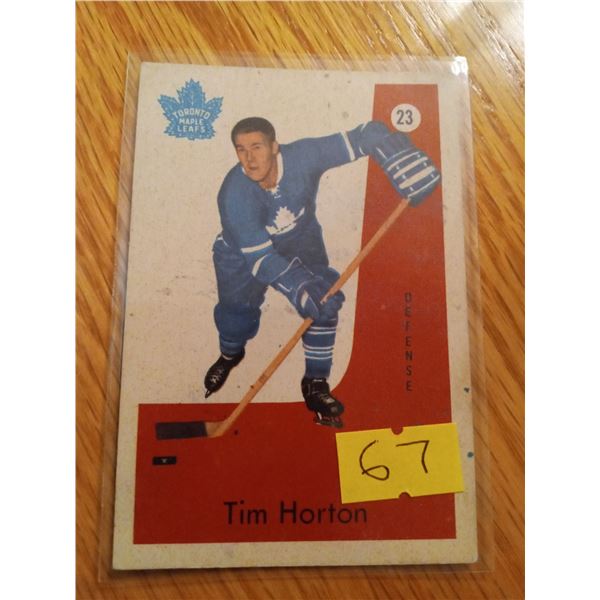 TORONTO
MAPLE
LEAFS
23
DEFENSE
67
Tim Horton